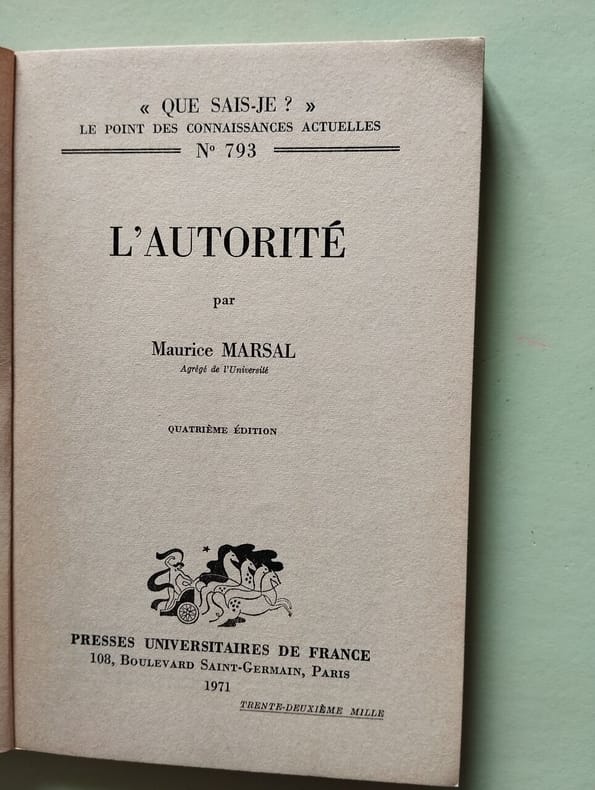 « QUE SAIS-JE ? »
LE POINT DES CONNAISSANCES ACTUELLES
Nº 793
L'AUTORITÉ
par
Maurice MARSAL
Agrégé de l'Université
QUATRIÈME ÉDITION
PRESSES UNIVERSITAIRES DE FRANCE
108, BOULEVARD SAINT-GERMAIN, PARIS
1971
TRENTE-DEUXIÈME MILLE